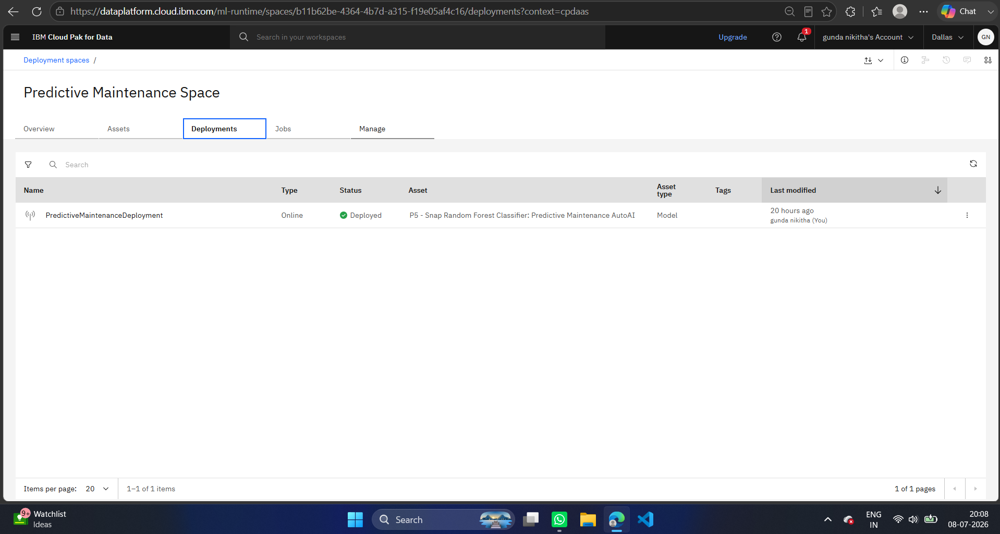 https://dataplatform.cloud.ibm.com/ml-runtime/spaces/b11b62be-4364-4b7d-a315-f19e05af4c16/deployments?context=cpdaas
Chat
IBM Cloud Pak for Data
Search in your workspaces
Upgrade
1
gunda nikitha's Account
Dallas
GN
Deployment spaces /
Predictive Maintenance Space
Overview
Assets
Deployments
Jobs
Manage
Search
Name
Type
Status
Asset
Asset type
Tags
Last modified
PredictiveMaintenanceDeployment
Online
Deployed
P5 - Snap Random Forest Classifier: Predictive Maintenance AutoAI
Model
20 hours ago
gunda nikitha (You)
Items per page: 20
1–1 of 1 items
1 of 1 pages
9+
Watchlist
Ideas
Search
ENG
IN
20:08
08-07-2026